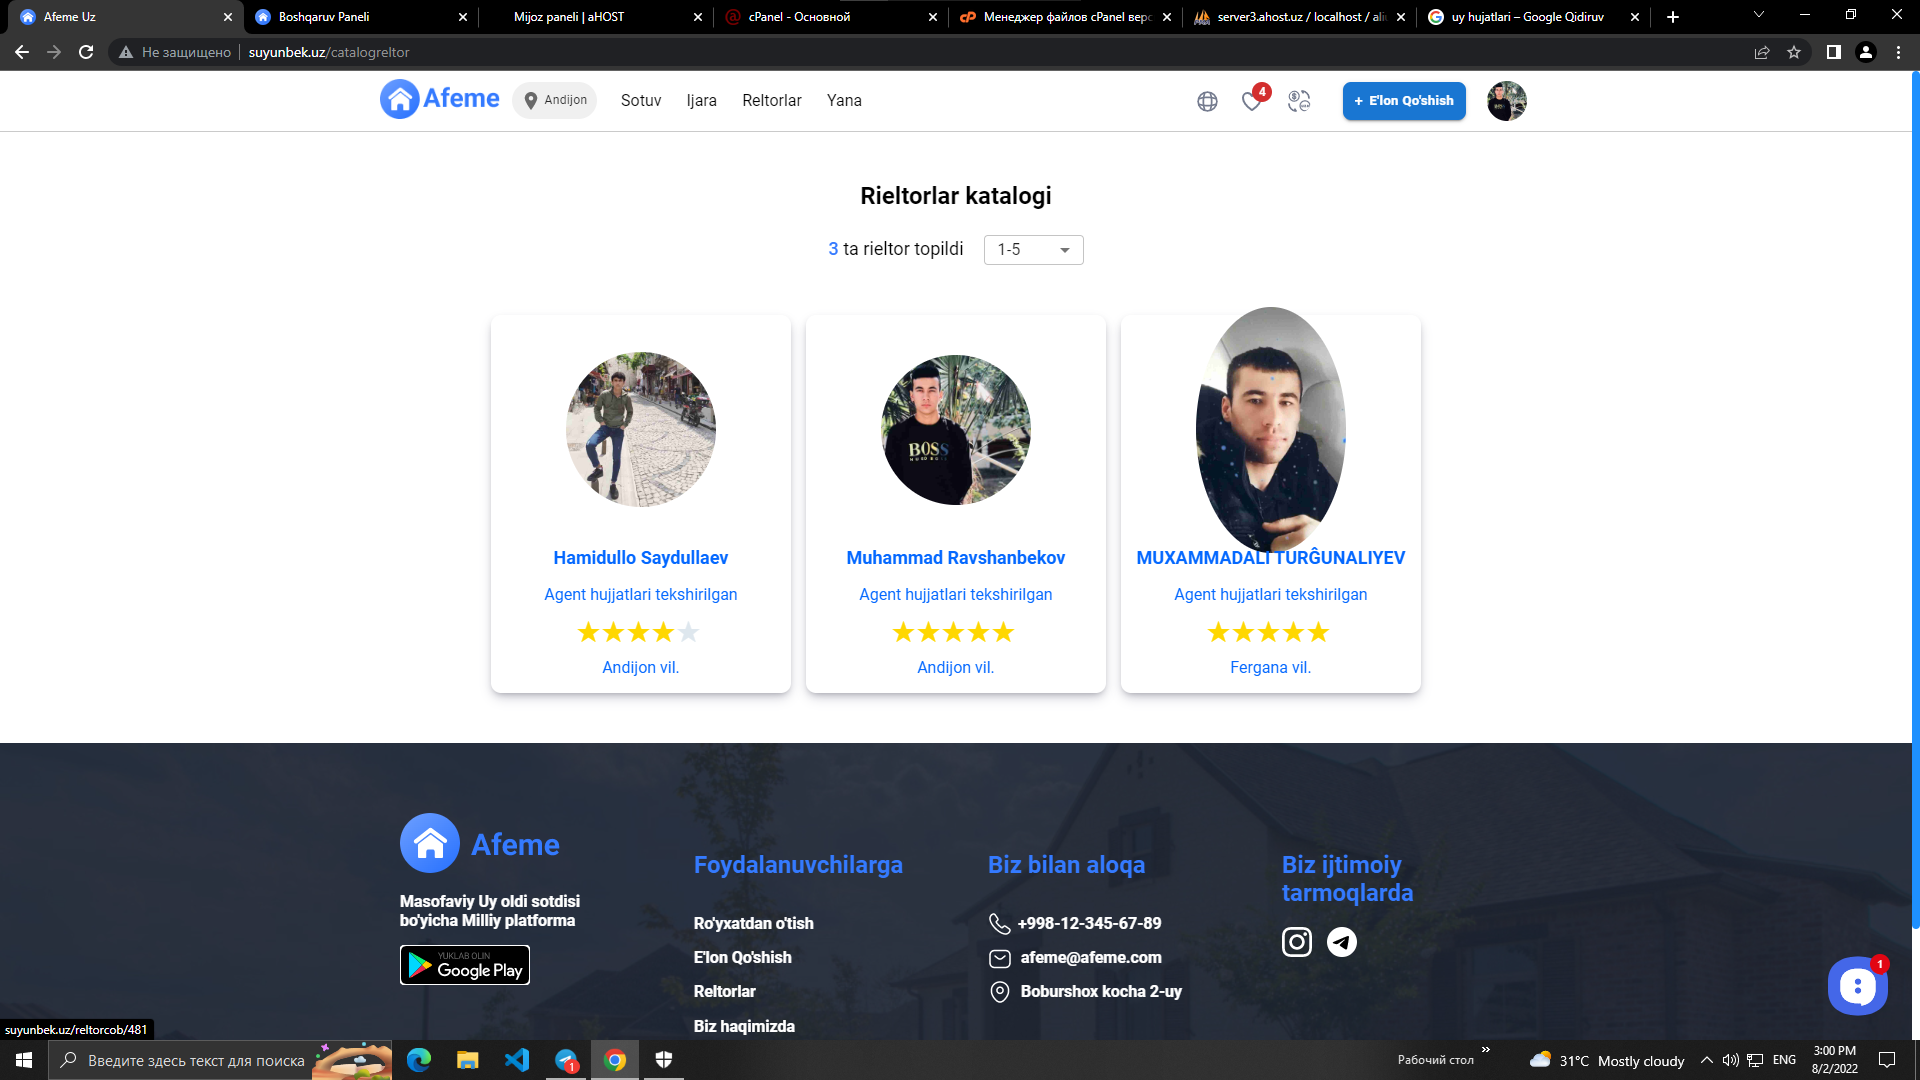 Afeme Uz
Boshqaruv Paneli
Mijoz paneli | aHOST
cPanel - Основной
Менеджер файлов cPanel верс
server3.ahost.uz / localhost / ali
uy hujatlari – Google Qidiruv
Не защищено
suyunbek.uz/catalogreltor
Afeme
Andijon
Sotuv
Ijara
Reltorlar
Yana
4
+ E'lon Qo'shish
Rieltorlar katalogi
3 ta rieltor topildi
1-5
BOSS
HUGO BOSS
Hamidullo Saydullaev
Muhammad Ravshanbekov
MUXAMMADALI TURĜUNALIYEV
Agent hujjatlari tekshirilgan
Agent hujjatlari tekshirilgan
Agent hujjatlari tekshirilgan
Andijon vil.
Andijon vil.
Fergana vil.
Afeme
Masofaviy Uy oldi sotdisi
bo'yicha Milliy platforma
YUKLAB OLIN
Google Play
Foydalanuvchilarga
Ro'yxatdan o'tish
E'lon Qo'shish
Reltorlar
Biz haqimizda
Biz bilan aloqa
+998-12-345-67-89
afeme@afeme.com
Boburshox kocha 2-uy
Biz ijtimoiy
tarmoqlarda
1
suyunbek.uz/reltorcob/481
Введите здесь текст для поиска
1
Рабочий стол
31°C Mostly cloudy
ENG
3:00 PM
8/2/2022